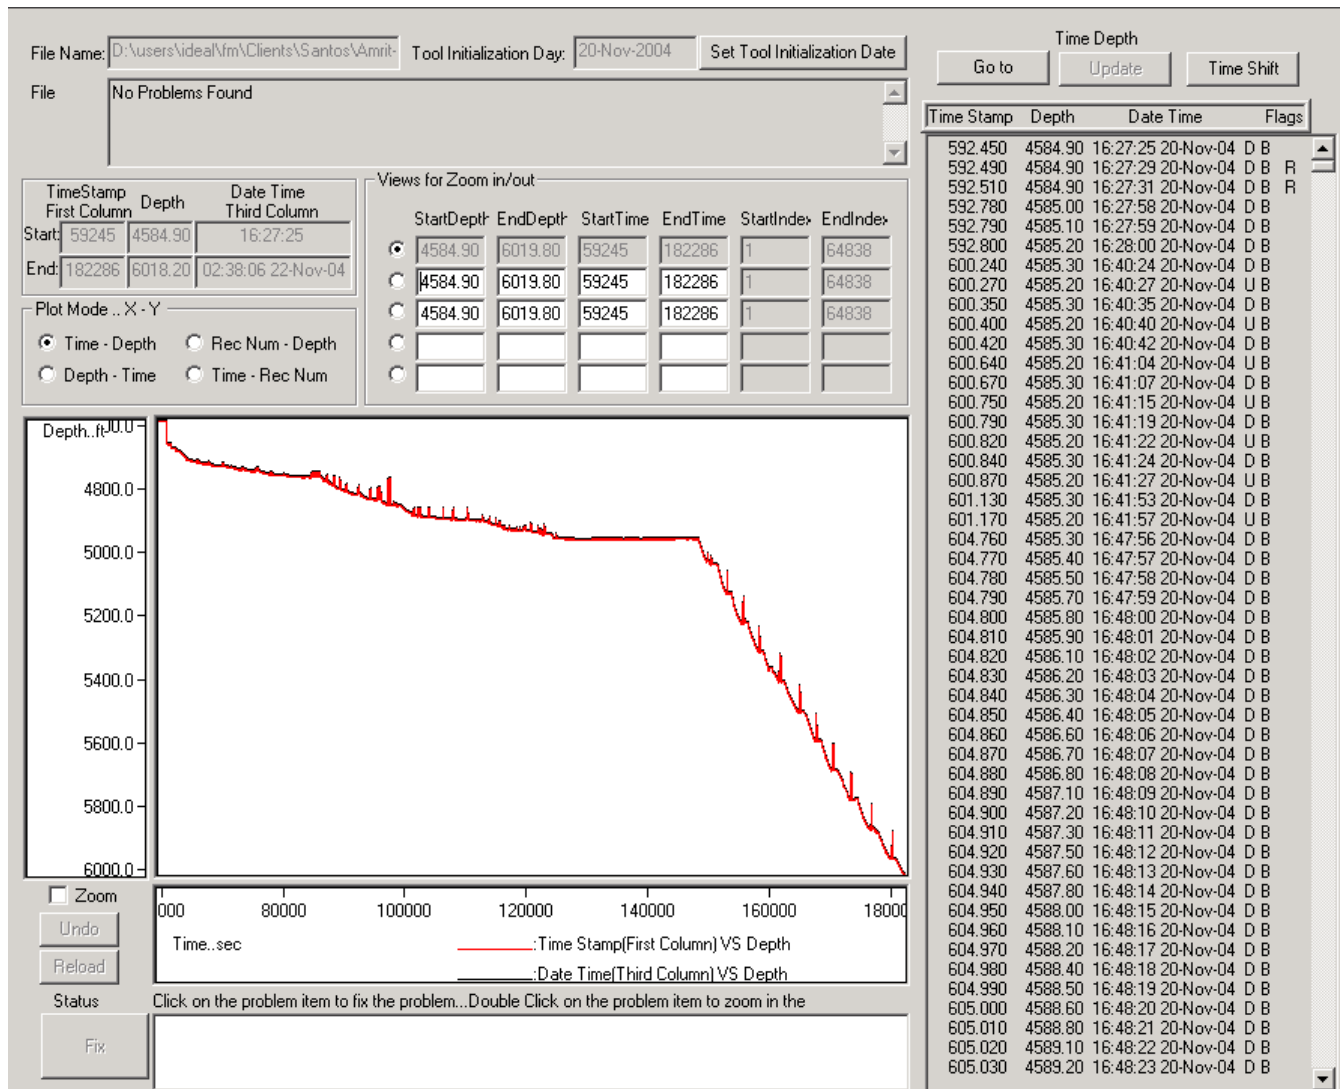 File Name: D:\users\ideal\fm\Clients\Santos\Amrit- Tool Initialization Day: 20-Nov-2004 Set Tool Initialization Date
File No Problems Found
TimeStamp First Column Depth Date Time Third Column
Start: 59245 4584.90 16:27:25
End: 182286 6018.20 02:38:06 22-Nov-04
Plot Mode .. X - Y
Time - Depth Rec Num - Depth
Depth - Time Time - Rec Num
Views for Zoom in/out
StartDepth EndDepth StartTime EndTime StartIndex EndIndex
4584.90 6019.80 59245 182286 1 64838
4584.90 6019.80 59245 182286 1 64838
4584.90 6019.80 59245 182286 1 64838
Depth..ft
4800.0
5000.0
5200.0
5400.0
5600.0
5800.0
6000.0
Zoom
Undo
Reload
000 80000 100000 120000 140000 18000
Time..sec
:Time Stamp(First Column) VS Depth
:Date Time(Third Column) VS Depth
Status Click on the problem item to fix the problem...Double Click on the problem item to zoom in the
Fix
Time Depth
Go to Update Time Shift
Time Stamp Depth Date Time Flags
592.450 4584.90 16:27:25 20-Nov-04 D B
592.490 4584.90 16:27:29 20-Nov-04 D B R
592.510 4584.90 16:27:31 20-Nov-04 D B R
592.780 4585.00 16:27:58 20-Nov-04 D B
592.790 4585.10 16:27:59 20-Nov-04 D B
592.800 4585.20 16:28:00 20-Nov-04 D B
600.240 4585.30 16:40:24 20-Nov-04 D B
600.270 4585.20 16:40:27 20-Nov-04 U B
600.350 4585.30 16:40:35 20-Nov-04 D B
600.400 4585.20 16:40:40 20-Nov-04 U B
600.420 4585.30 16:40:42 20-Nov-04 D B
600.640 4585.20 16:41:04 20-Nov-04 U B
600.670 4585.30 16:41:07 20-Nov-04 D B
600.750 4585.20 16:41:15 20-Nov-04 U B
600.790 4585.30 16:41:19 20-Nov-04 D B
600.820 4585.20 16:41:22 20-Nov-04 U B
600.840 4585.30 16:41:24 20-Nov-04 D B
600.870 4585.20 16:41:27 20-Nov-04 U B
601.130 4585.30 16:41:53 20-Nov-04 D B
601.170 4585.20 16:41:57 20-Nov-04 U B
604.760 4585.30 16:47:56 20-Nov-04 D B
604.770 4585.40 16:47:57 20-Nov-04 D B
604.780 4585.50 16:47:58 20-Nov-04 D B
604.790 4585.70 16:47:59 20-Nov-04 D B
604.800 4585.80 16:48:00 20-Nov-04 D B
604.810 4585.90 16:48:01 20-Nov-04 D B
604.820 4586.10 16:48:02 20-Nov-04 D B
604.830 4586.20 16:48:03 20-Nov-04 D B
604.840 4586.30 16:48:04 20-Nov-04 D B
604.850 4586.40 16:48:05 20-Nov-04 D B
604.860 4586.60 16:48:06 20-Nov-04 D B
604.870 4586.70 16:48:07 20-Nov-04 D B
604.880 4586.80 16:48:08 20-Nov-04 D B
604.890 4587.10 16:48:09 20-Nov-04 D B
604.900 4587.20 16:48:10 20-Nov-04 D B
604.910 4587.30 16:48:11 20-Nov-04 D B
604.920 4587.50 16:48:12 20-Nov-04 D B
604.930 4587.60 16:48:13 20-Nov-04 D B
604.940 4587.80 16:48:14 20-Nov-04 D B
604.950 4588.00 16:48:15 20-Nov-04 D B
604.960 4588.10 16:48:16 20-Nov-04 D B
604.970 4588.20 16:48:17 20-Nov-04 D B
604.980 4588.40 16:48:18 20-Nov-04 D B
604.990 4588.50 16:48:19 20-Nov-04 D B
605.000 4588.60 16:48:20 20-Nov-04 D B
605.010 4588.80 16:48:21 20-Nov-04 D B
605.020 4589.10 16:48:22 20-Nov-04 D B
605.030 4589.20 16:48:23 20-Nov-04 D B